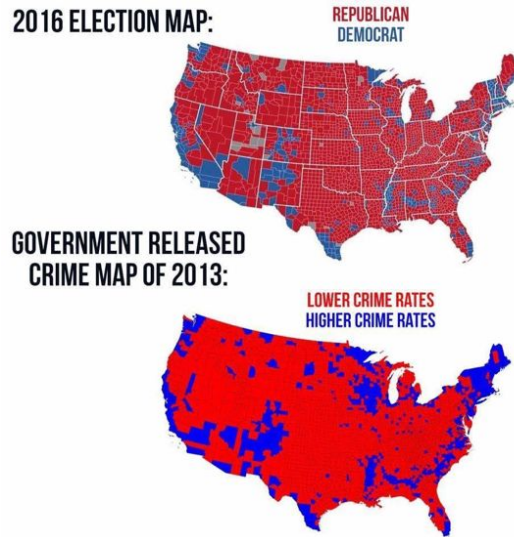 2016 ELECTION MAP:
REPUBLICAN
DEMOCRAT
GOVERNMENT RELEASED
CRIME MAP OF 2013:
LOWER CRIME RATES
HIGHER CRIME RATES